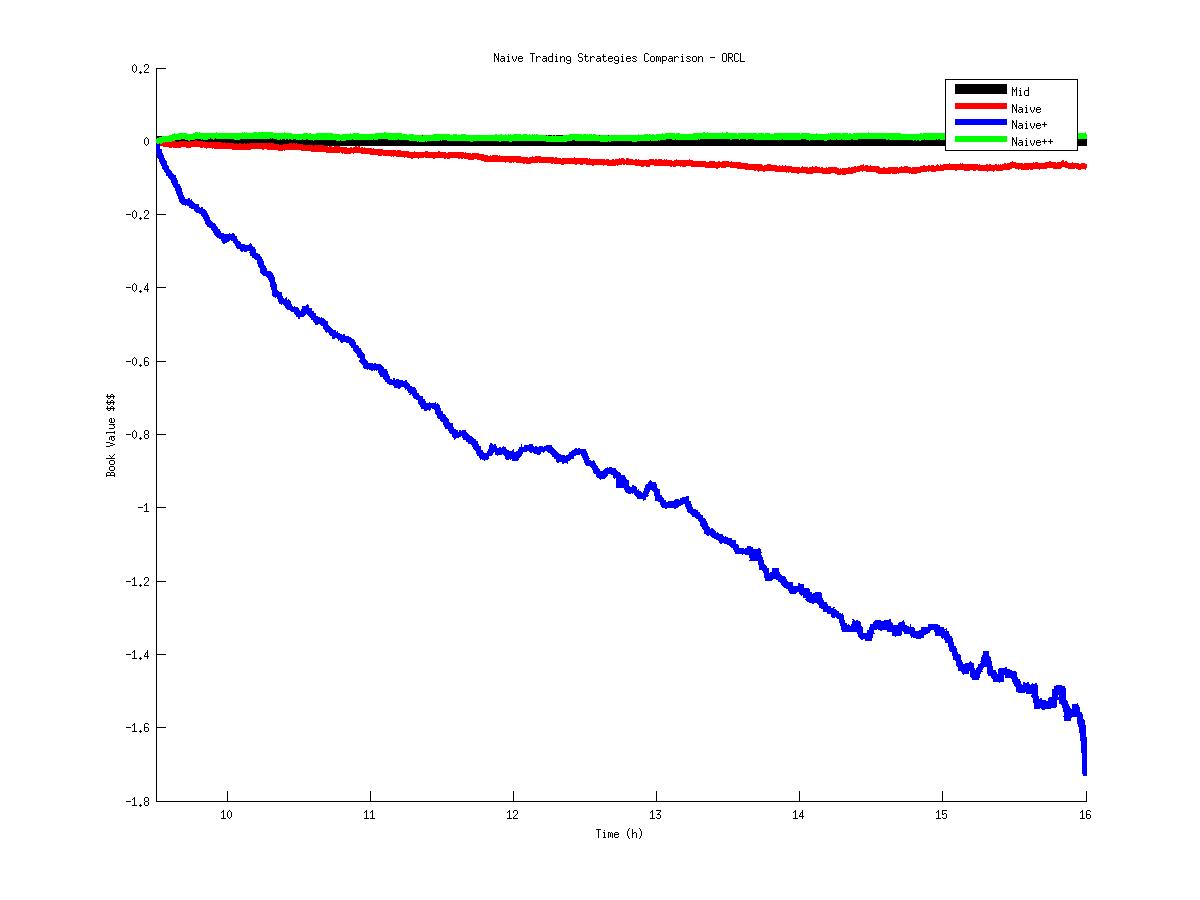 Naive Trading Strategies Comparison - ORCL
Mid
Naive
Naive+
Naive++
0.2
0
-0.2
-0.4
-0.6
-0.8
-1
-1.2
-1.4
-1.6
-1.8
Book Value $$$
10
11
12
13
14
15
16
Time (h)